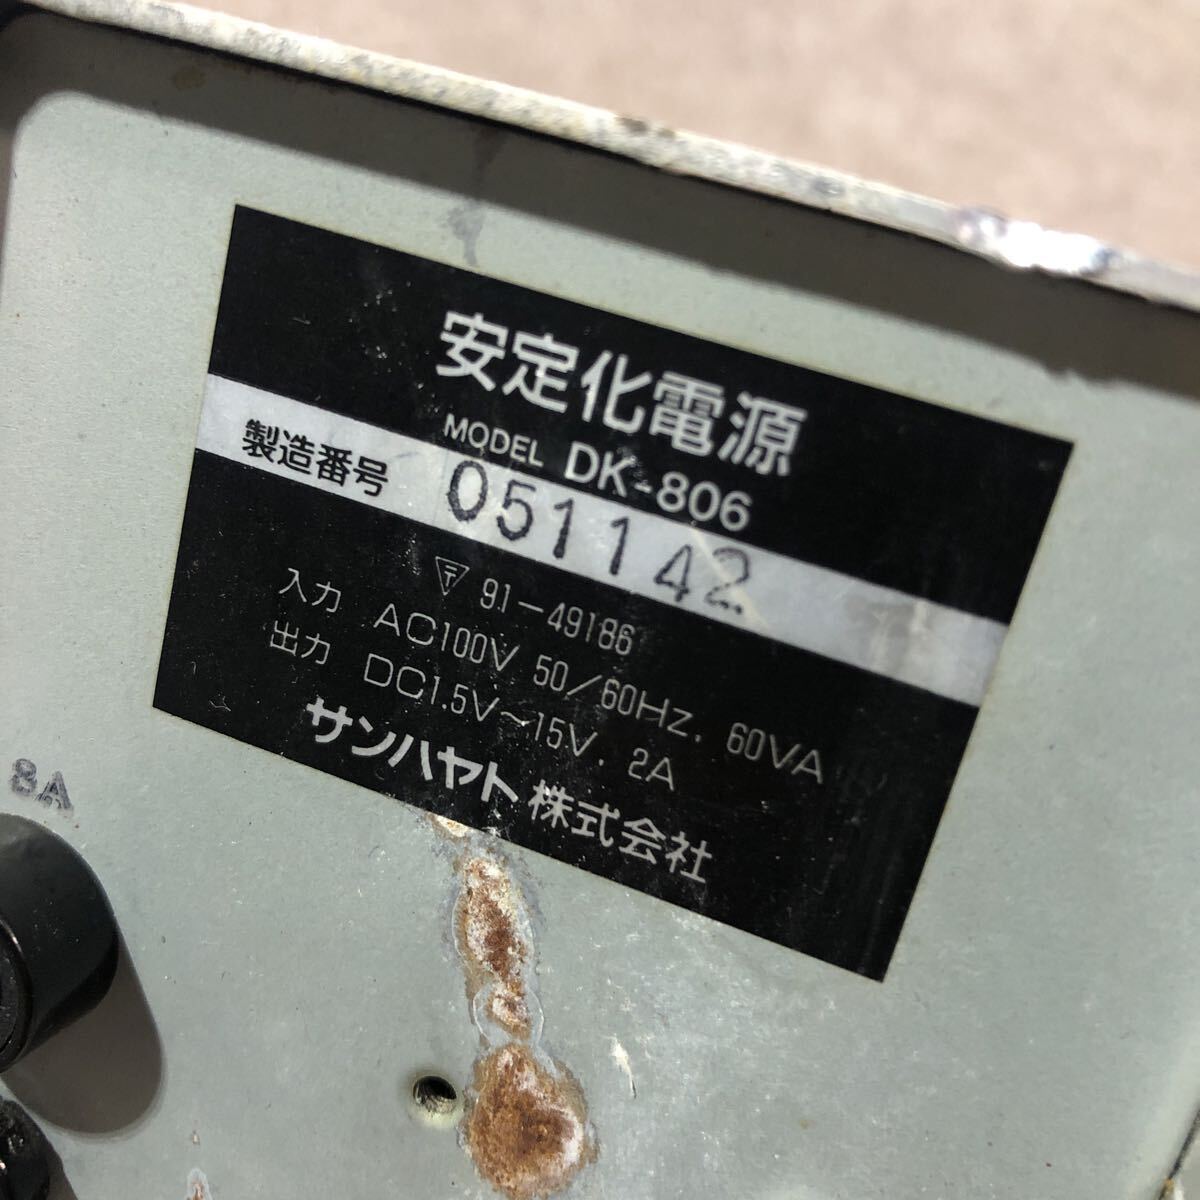 安定化電源
MODEL DK-806
製造番号 051142
〒 91-49186
入力 AC100V 50/60Hz. 60VA
出力 DC1.5V~15V. 2A
サンハヤト株式会社
8A